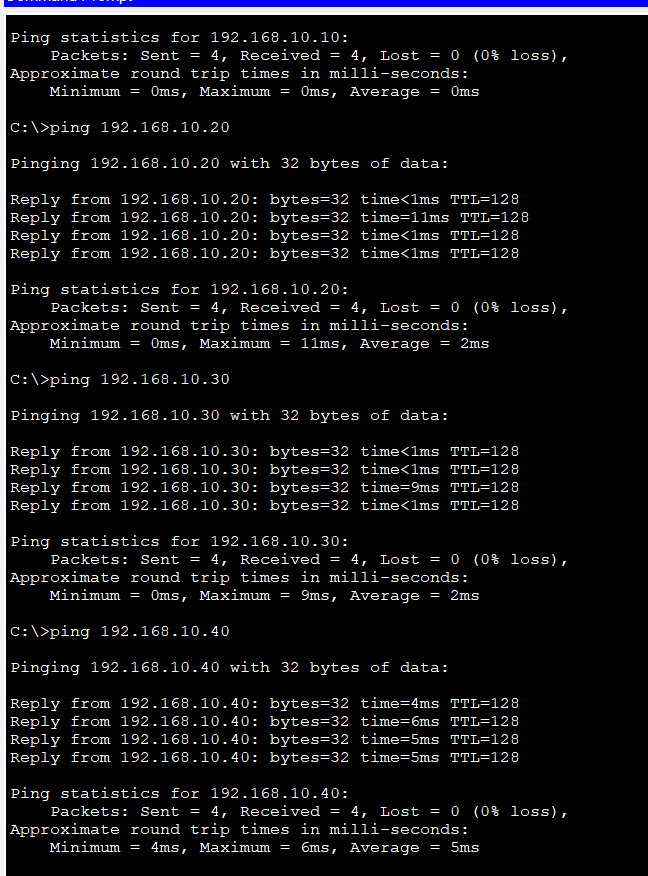 Ping statistics for 192.168.10.10:
    Packets: Sent = 4, Received = 4, Lost = 0 (0% loss),
Approximate round trip times in milli-seconds:
    Minimum = 0ms, Maximum = 0ms, Average = 0ms
C:\>ping 192.168.10.20
Pinging 192.168.10.20 with 32 bytes of data:
Reply from 192.168.10.20: bytes=32 time<1ms TTL=128
Reply from 192.168.10.20: bytes=32 time=11ms TTL=128
Reply from 192.168.10.20: bytes=32 time<1ms TTL=128
Reply from 192.168.10.20: bytes=32 time<1ms TTL=128
Ping statistics for 192.168.10.20:
    Packets: Sent = 4, Received = 4, Lost = 0 (0% loss),
Approximate round trip times in milli-seconds:
    Minimum = 0ms, Maximum = 11ms, Average = 2ms
C:\>ping 192.168.10.30
Pinging 192.168.10.30 with 32 bytes of data:
Reply from 192.168.10.30: bytes=32 time<1ms TTL=128
Reply from 192.168.10.30: bytes=32 time<1ms TTL=128
Reply from 192.168.10.30: bytes=32 time=9ms TTL=128
Reply from 192.168.10.30: bytes=32 time<1ms TTL=128
Ping statistics for 192.168.10.30:
    Packets: Sent = 4, Received = 4, Lost = 0 (0% loss),
Approximate round trip times in milli-seconds:
    Minimum = 0ms, Maximum = 9ms, Average = 2ms
C:\>ping 192.168.10.40
Pinging 192.168.10.40 with 32 bytes of data:
Reply from 192.168.10.40: bytes=32 time=4ms TTL=128
Reply from 192.168.10.40: bytes=32 time=6ms TTL=128
Reply from 192.168.10.40: bytes=32 time=5ms TTL=128
Reply from 192.168.10.40: bytes=32 time=5ms TTL=128
Ping statistics for 192.168.10.40:
    Packets: Sent = 4, Received = 4, Lost = 0 (0% loss),
Approximate round trip times in milli-seconds:
    Minimum = 4ms, Maximum = 6ms, Average = 5ms